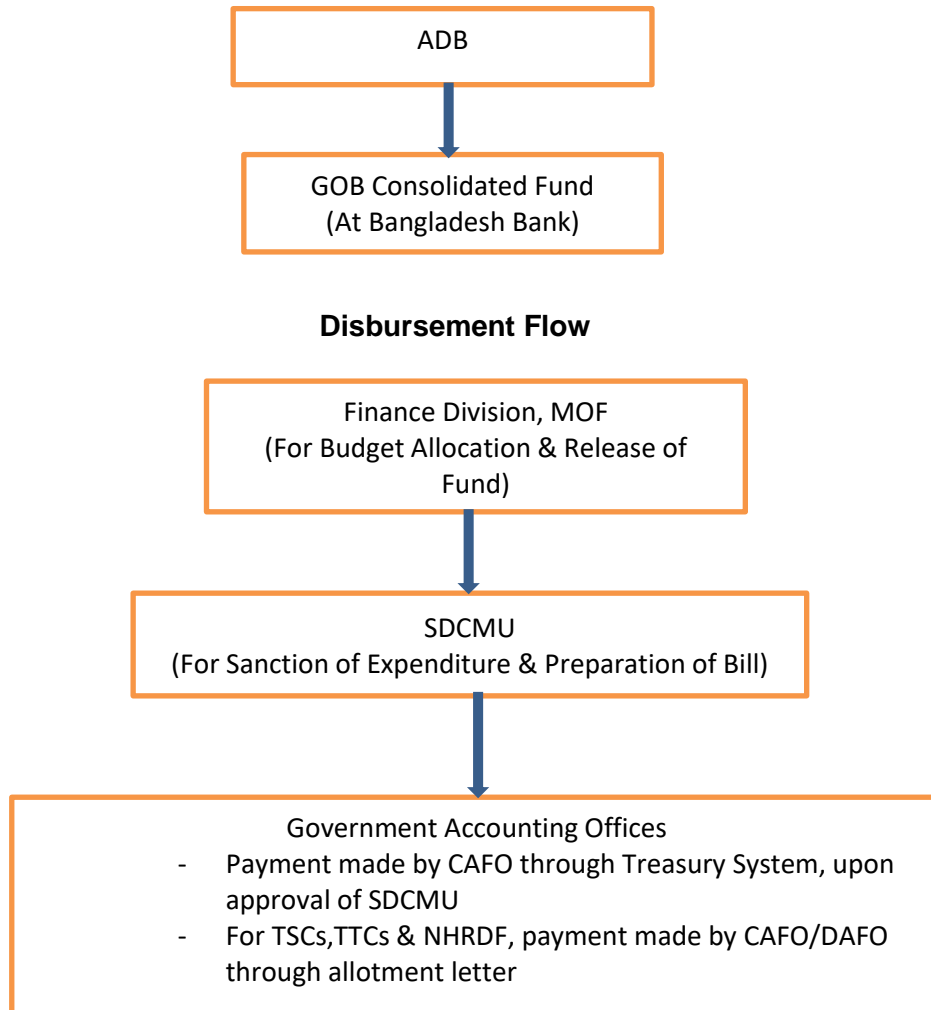 ADB
GOB Consolidated Fund
(At Bangladesh Bank)
Disbursement Flow
Finance Division, MOF
(For Budget Allocation & Release of
Fund)
SDCMU
(For Sanction of Expenditure & Preparation of Bill)
Government Accounting Offices
- Payment made by CAFO through Treasury System, upon
approval of SDCMU
- For TSCs,TTCs & NHRDF, payment made by CAFO/DAFO
through allotment letter